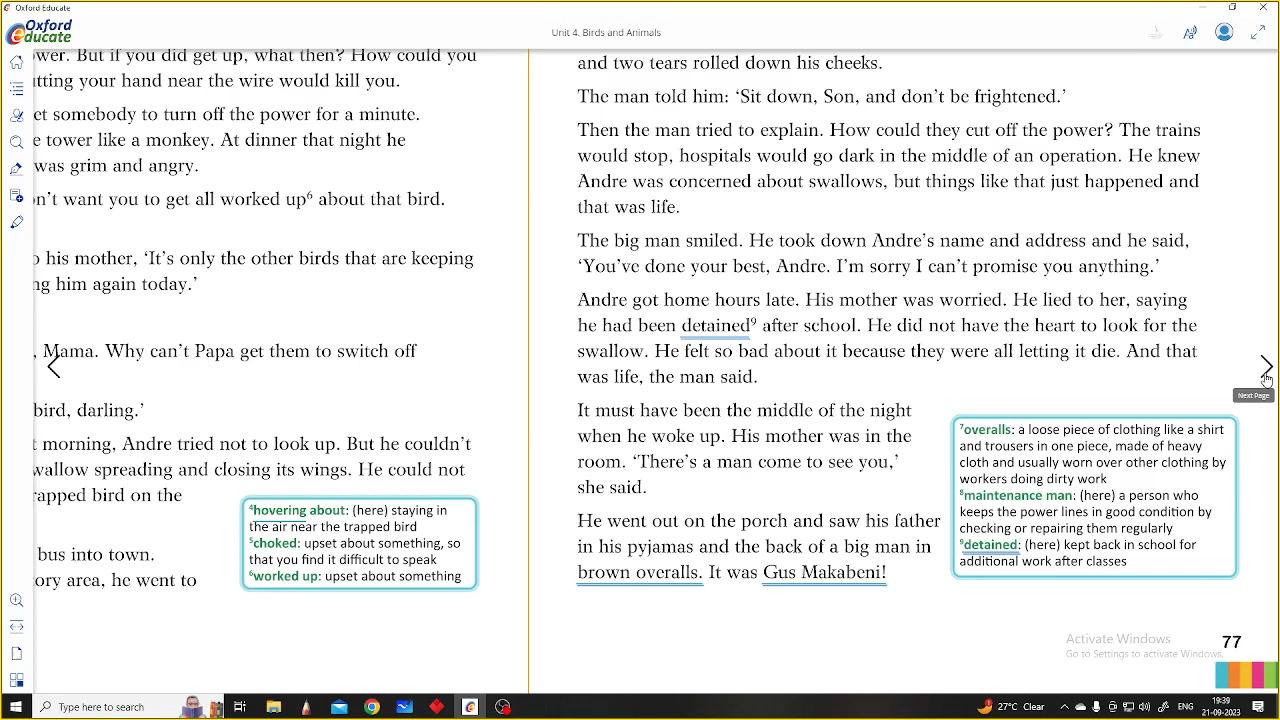 Oxford Educate
Oxford
Educate
Unit 4. Birds and Animals
ower. But if you did get up, what then? How could you
utting your hand near the wire would kill you.
et somebody to turn off the power for a minute.
e tower like a monkey. At dinner that night he
was grim and angry.
on't want you to get all worked up⁶ about that bird.
o his mother, 'It's only the other birds that are keeping
ng him again today.'
, Mama. Why can't Papa get them to switch off
bird, darling.'
t morning, Andre tried not to look up. But he couldn't
wallow spreading and closing its wings. He could not
rapped bird on the
bus into town.
ory area, he went to
⁴hovering about: (here) staying in
the air near the trapped bird
⁵choked: upset about something, so
that you find it difficult to speak
⁶worked up: upset about something
and two tears rolled down his cheeks.
The man told him: 'Sit down, Son, and don't be frightened.'
Then the man tried to explain. How could they cut off the power? The trains
would stop, hospitals would go dark in the middle of an operation. He knew
Andre was concerned about swallows, but things like that just happened and
that was life.
The big man smiled. He took down Andre's name and address and he said,
'You've done your best, Andre. I'm sorry I can't promise you anything.'
Andre got home hours late. His mother was worried. He lied to her, saying
he had been detained⁹ after school. He did not have the heart to look for the
swallow. He felt so bad about it because they were all letting it die. And that
was life, the man said.
It must have been the middle of the night
when he woke up. His mother was in the
room. 'There's a man come to see you,'
she said.
He went out on the porch and saw his father
in his pyjamas and the back of a big man in
brown overalls. It was Gus Makabeni!
Next Page
⁷overalls: a loose piece of clothing like a shirt
and trousers in one piece, made of heavy
cloth and usually worn over other clothing by
workers doing dirty work
⁸maintenance man: (here) a person who
keeps the power lines in good condition by
checking or repairing them regularly
⁹detained: (here) kept back in school for
additional work after classes
Activate Windows
Go to Settings to activate Windows.
77
Type here to search
27°C Clear
ENG
19:39
21-09-2023